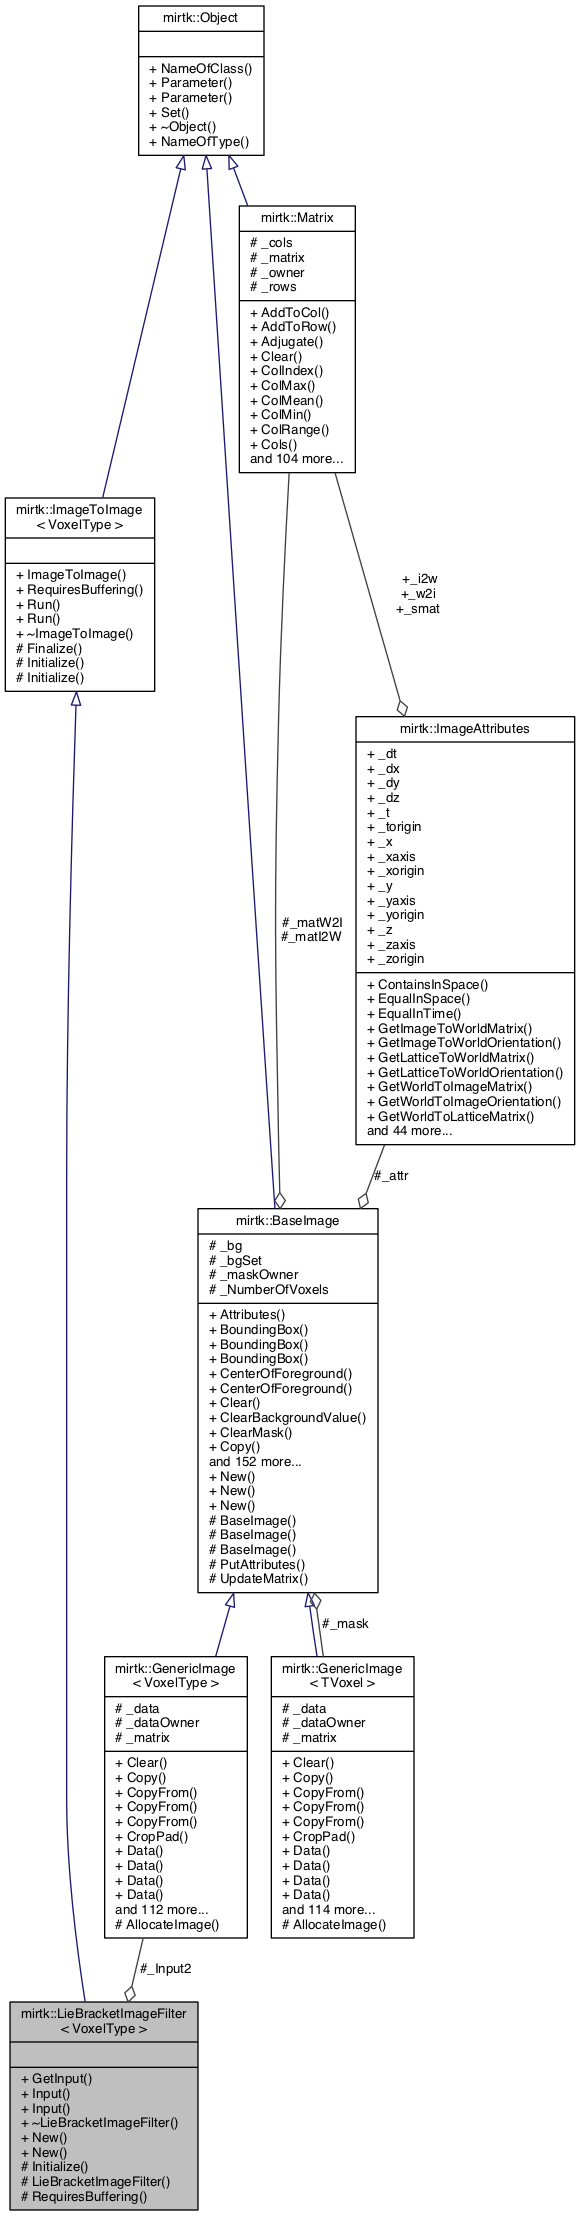 mirtk::Object
+ NameOfClass()
+ Parameter()
+ Parameter()
+ Set()
+ ~Object()
+ NameOfType()
mirtk::Matrix
# _cols
# _matrix
# _owner
# _rows
+ AddToCol()
+ AddToRow()
+ Adjugate()
+ Clear()
+ ColIndex()
+ ColMax()
+ ColMean()
+ ColMin()
+ ColRange()
+ Cols()
and 104 more...
mirtk::ImageToImage
< VoxelType >
+ ImageToImage()
+ RequiresBuffering()
+ Run()
+ Run()
+ ~ImageToImage()
# Finalize()
# Initialize()
# Initialize()
+_i2w
+_w2i
+_smat
mirtk::ImageAttributes
+ _dt
+ _dx
+ _dy
+ _dz
+ _t
+ _torigin
+ _x
+ _xaxis
+ _xorigin
+ _y
+ _yaxis
+ _yorigin
+ _z
+ _zaxis
+ _zorigin
+ ContainsInSpace()
+ EqualInSpace()
+ EqualInTime()
+ GetImageToWorldMatrix()
+ GetImageToWorldOrientation()
+ GetLatticeToWorldMatrix()
+ GetLatticeToWorldOrientation()
+ GetWorldToImageMatrix()
+ GetWorldToImageOrientation()
+ GetWorldToLatticeMatrix()
and 44 more...
#_matW2I
#_matI2W
#_attr
mirtk::BaseImage
# _bg
# _bgSet
# _maskOwner
# _NumberOfVoxels
+ Attributes()
+ BoundingBox()
+ BoundingBox()
+ BoundingBox()
+ CenterOfForeground()
+ CenterOfForeground()
+ Clear()
+ ClearBackgroundValue()
+ ClearMask()
+ Copy()
and 152 more...
+ New()
+ New()
+ New()
# BaseImage()
# BaseImage()
# BaseImage()
# PutAttributes()
# UpdateMatrix()
#_mask
mirtk::GenericImage
< VoxelType >
# _data
# _dataOwner
# _matrix
+ Clear()
+ Copy()
+ CopyFrom()
+ CopyFrom()
+ CopyFrom()
+ CropPad()
+ Data()
+ Data()
+ Data()
+ Data()
and 112 more...
# AllocateImage()
mirtk::GenericImage
< TVoxel >
# _data
# _dataOwner
# _matrix
+ Clear()
+ Copy()
+ CopyFrom()
+ CopyFrom()
+ CopyFrom()
+ CropPad()
+ Data()
+ Data()
+ Data()
+ Data()
and 114 more...
# AllocateImage()
#_Input2
mirtk::LieBracketImageFilter
< VoxelType >
+ GetInput()
+ Input()
+ Input()
+ ~LieBracketImageFilter()
+ New()
+ New()
# Initialize()
# LieBracketImageFilter()
# RequiresBuffering()